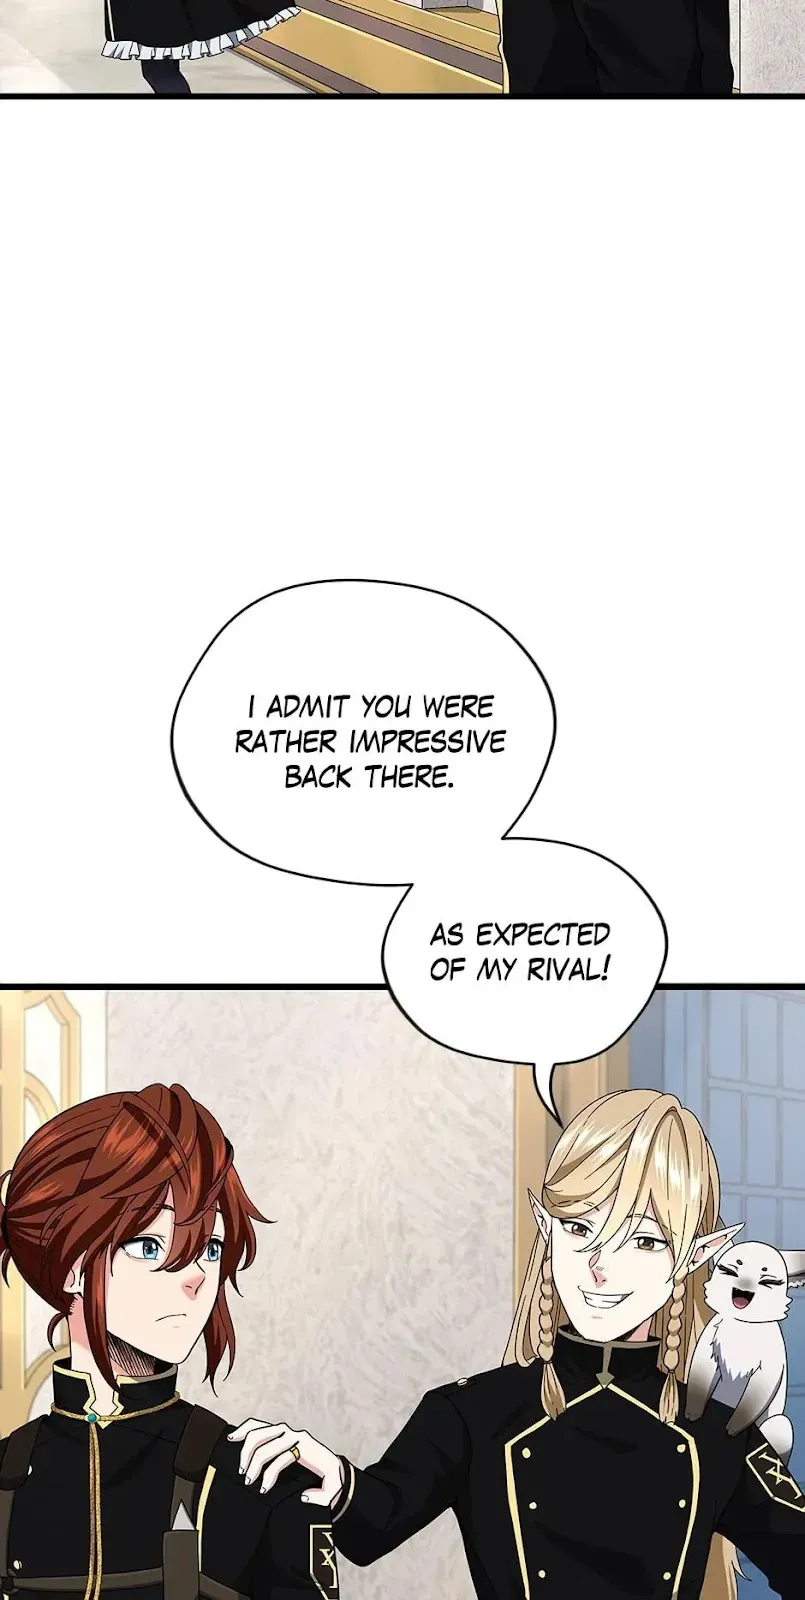 I ADMIT YOU WERE
RATHER IMPRESSIVE
BACK THERE.
AS EXPECTED
OF MY RIVAL!